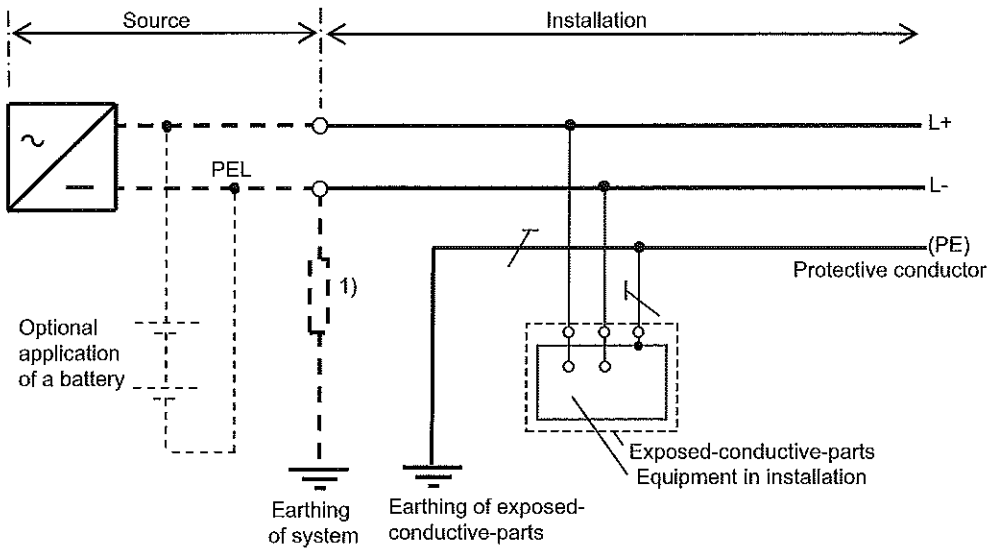 Source
Installation
L+
PEL
L-
(PE)
Protective conductor
1)
Optional
application
of a battery
Exposed-conductive-parts
Equipment in installation
Earthing
of system
Earthing of exposed-
conductive-parts